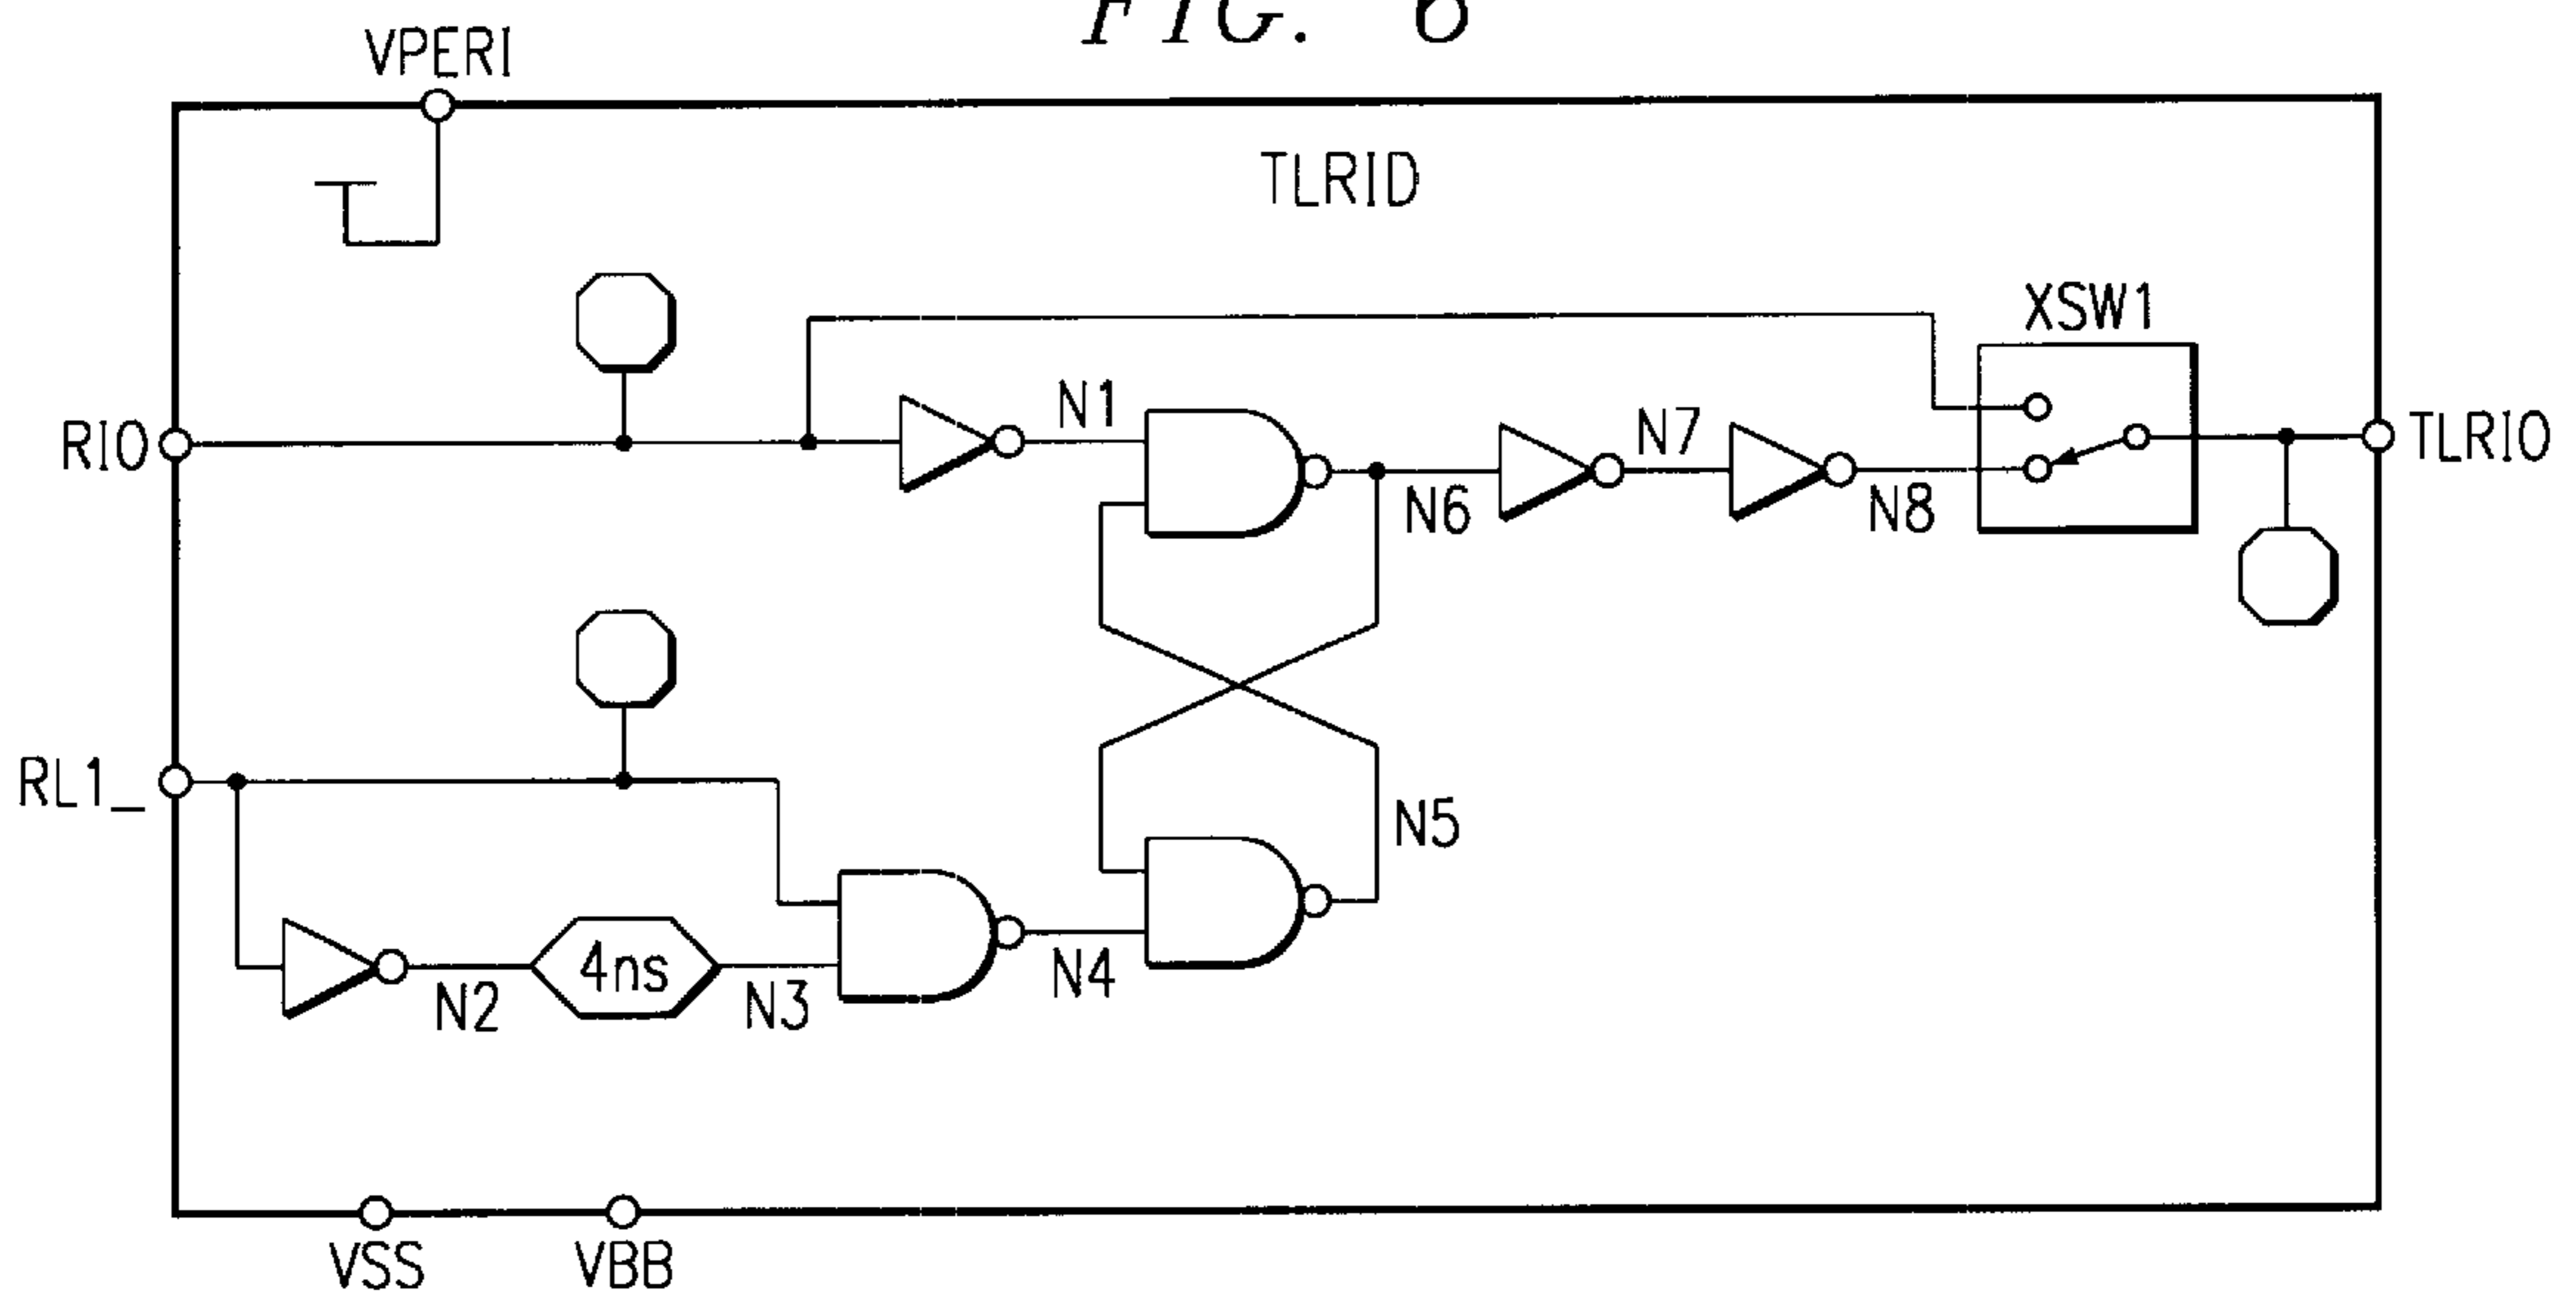 FIG. 6
VPERI
TLRID
XSW1
RIO
N1
N7
TLRIO
N6
N8
RL1_
N5
4ns
N2
N3
N4
VSS
VBB